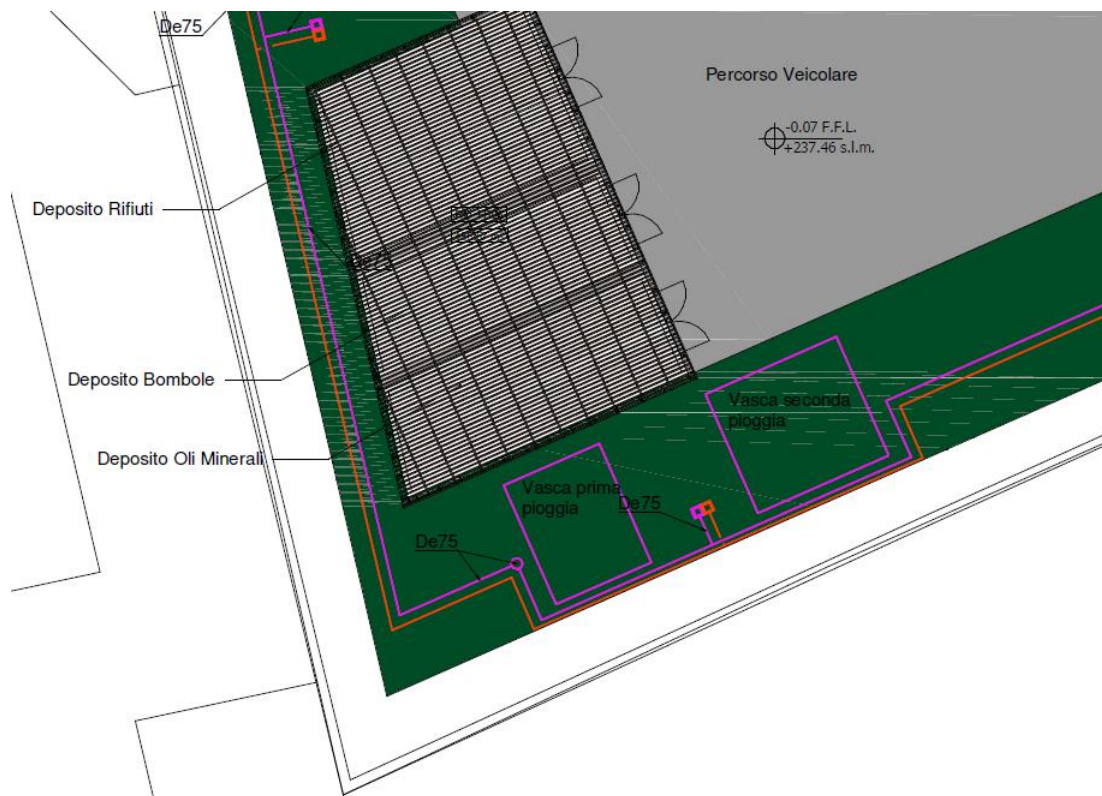 De75
Percorso Veicolare
-0.07 F.F.L.
+237.46 s.l.m.
Deposito Rifiuti
Deposito Bombole
Vasca seconda
pioggia
Deposito Oli Minerali
Vasca prima
pioggia
De75
De75